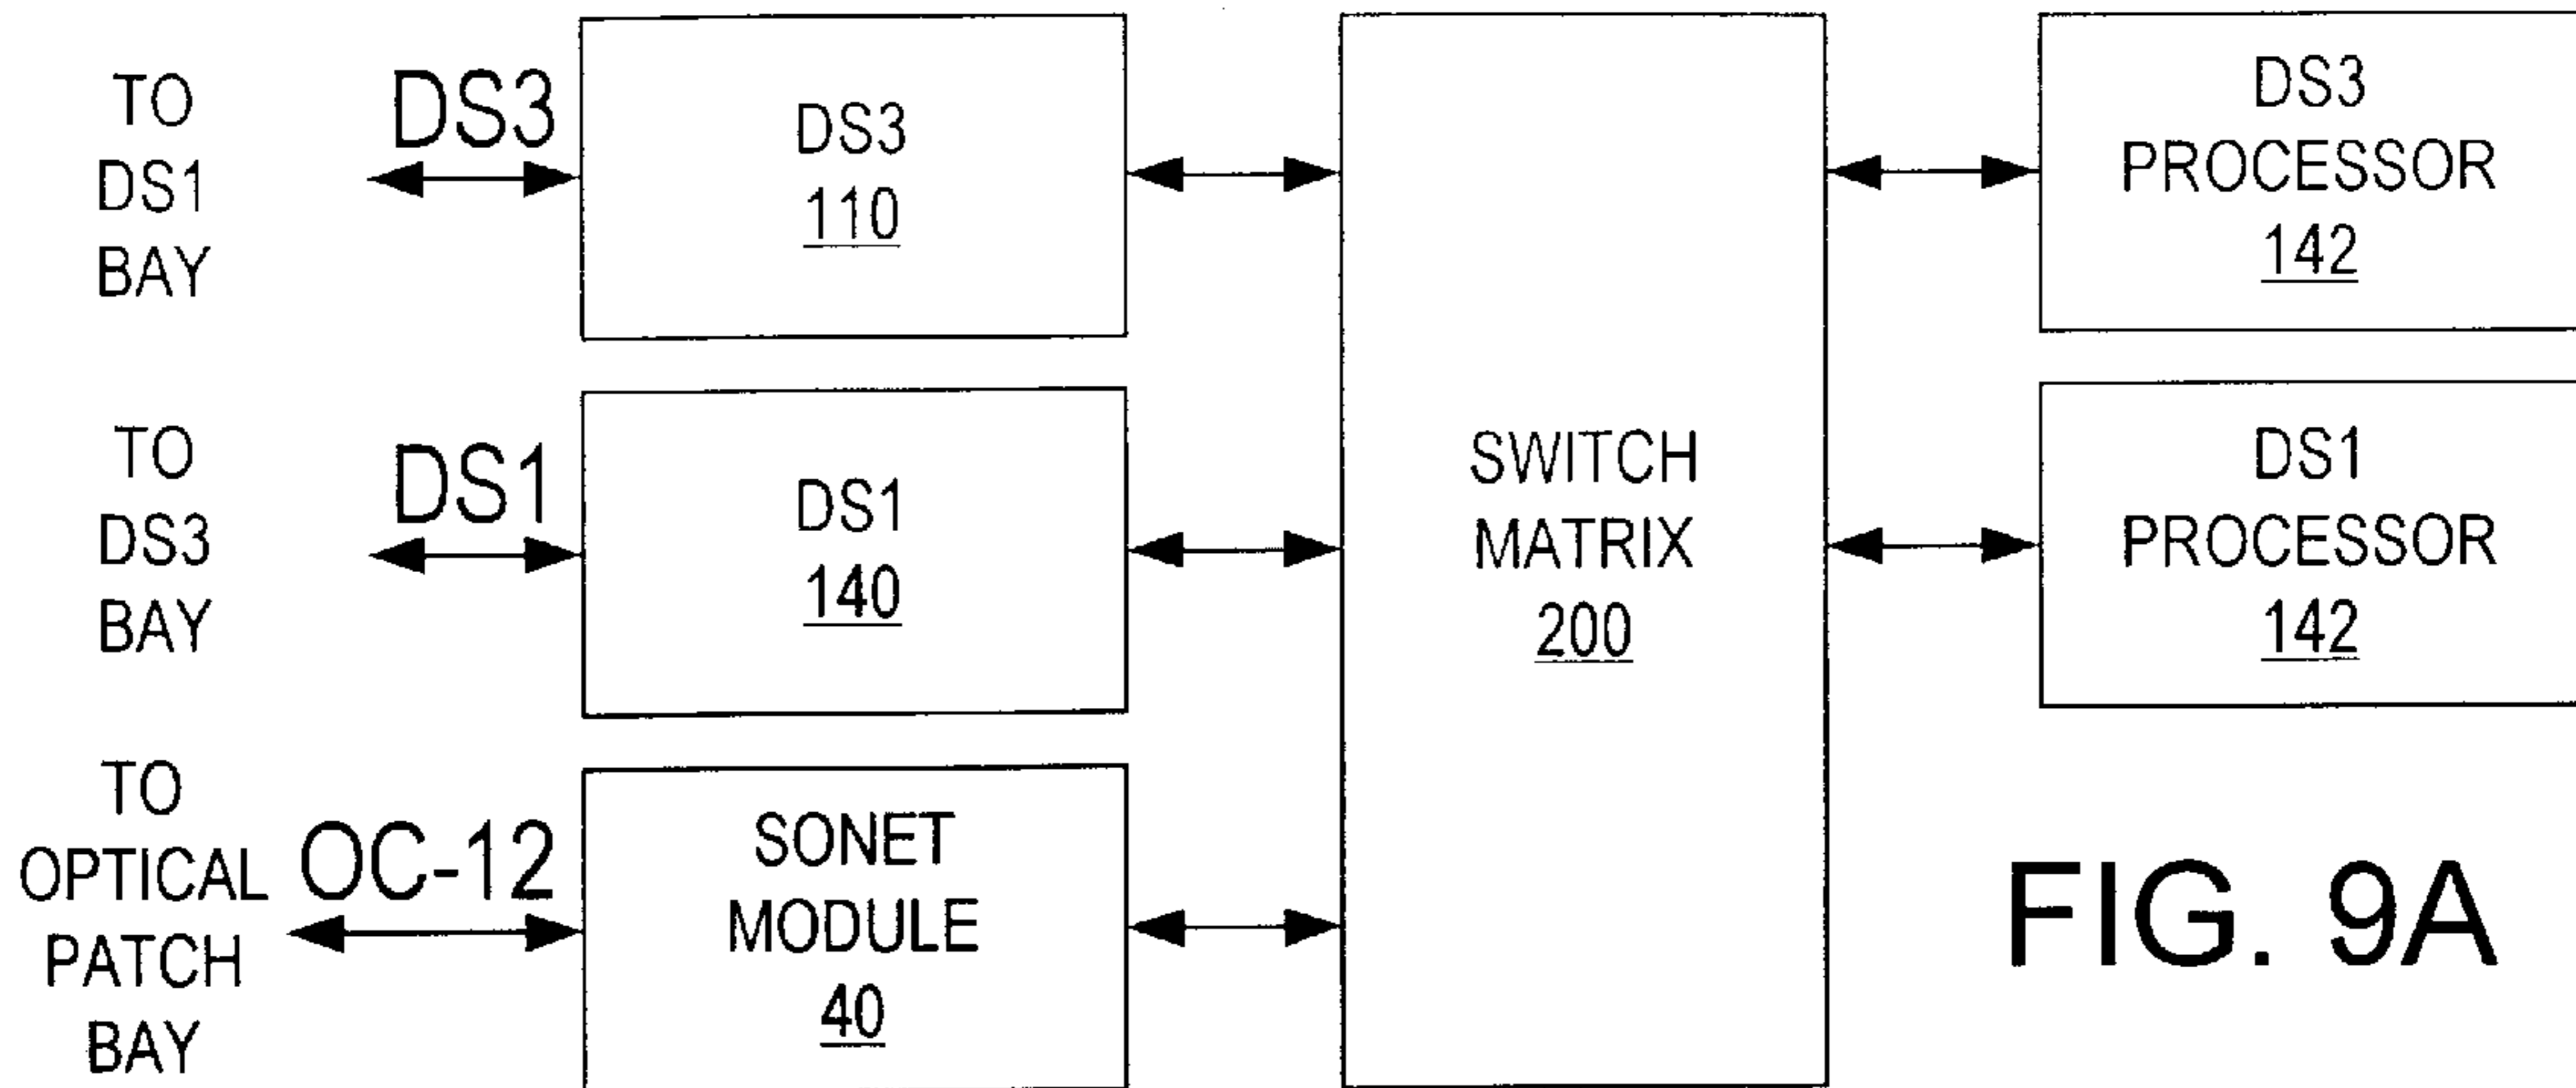 TO
DS1
BAY
DS3
DS3
110
TO
DS3
BAY
DS1
DS1
140
TO
OPTICAL
PATCH
BAY
OC-12
SONET
MODULE
40
SWITCH
MATRIX
200
DS3
PROCESSOR
142
DS1
PROCESSOR
142
FIG. 9A